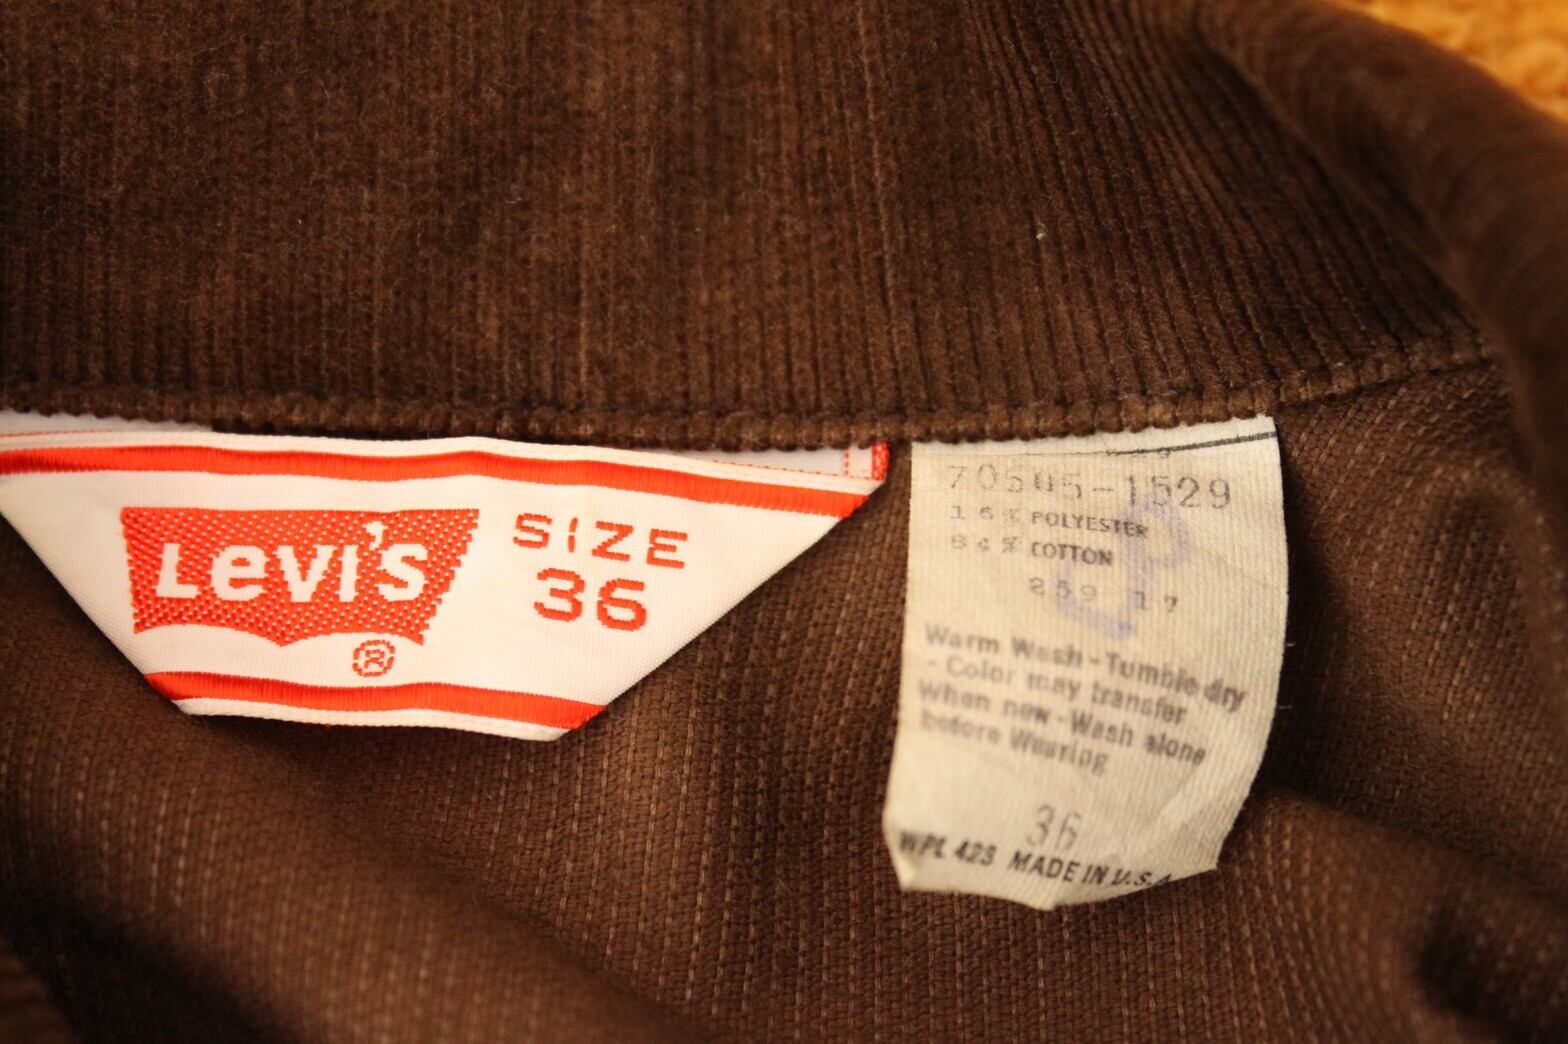 Levi's
®
SIZE
36
70505-1529
16% POLYESTER
84% COTTON
17
Warm Wash-Tumble dry
-Color may transfer
When new-Wash alone
before Wearing
36
WPL 423 MADE IN U.S.A.